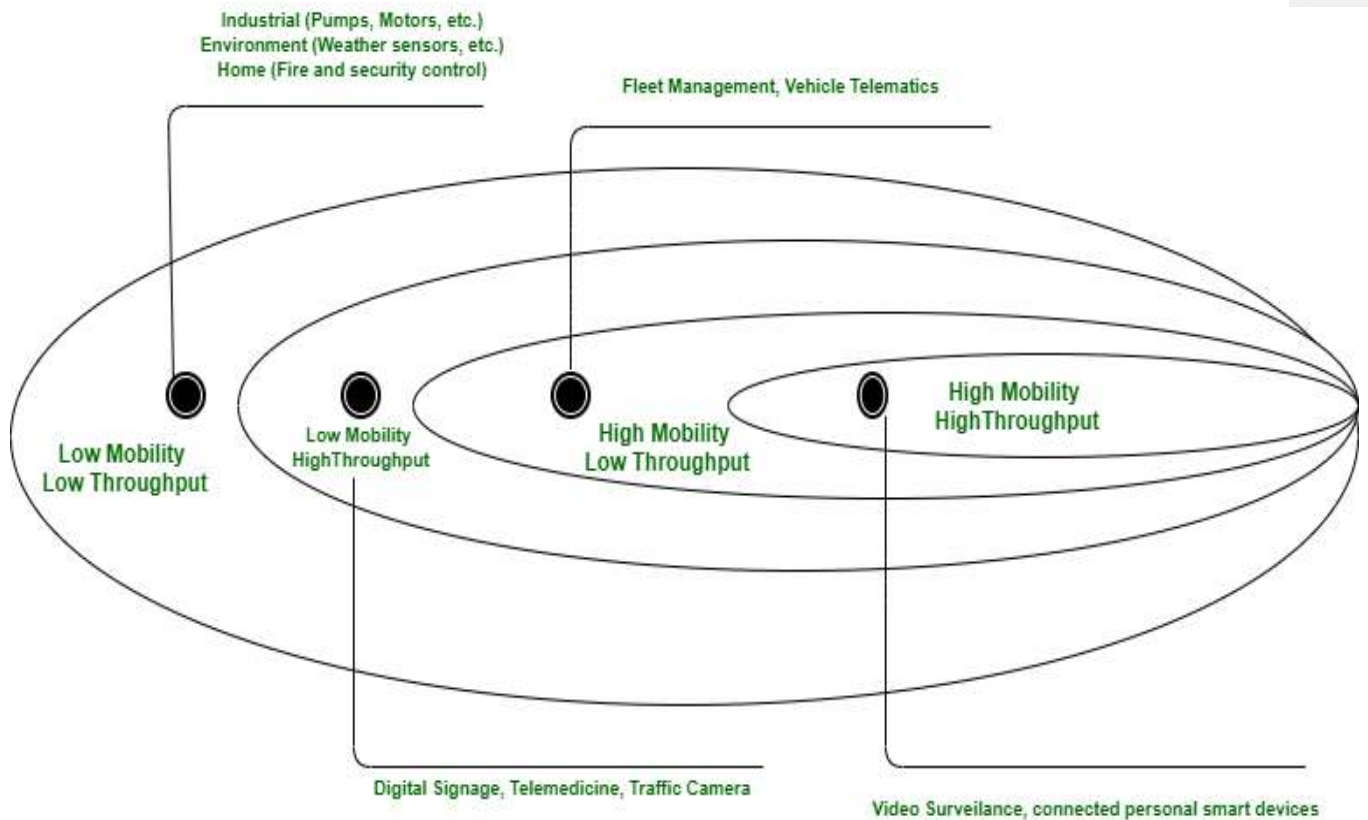 Industrial (Pumps, Motors, etc.)
Environment (Weather sensors, etc.)
Home (Fire and security control)
Fleet Management, Vehicle Telematics
Low Mobility
Low Throughput
Low Mobility
HighThroughput
High Mobility
Low Throughput
High Mobility
HighThroughput
Digital Signage, Telemedicine, Traffic Camera
Video Surveilance, connected personal smart devices